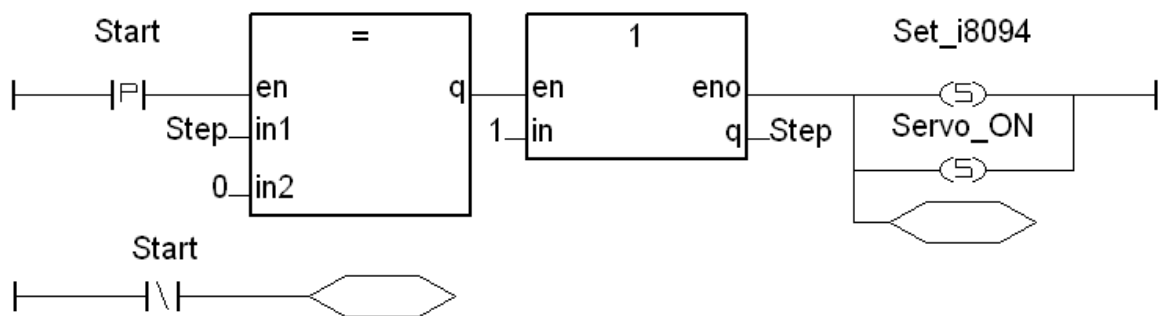 Start
= 1 Set_i8094
P en q en eno S
Step in1 1 in q Step Servo_ON
0 in2 S
Start